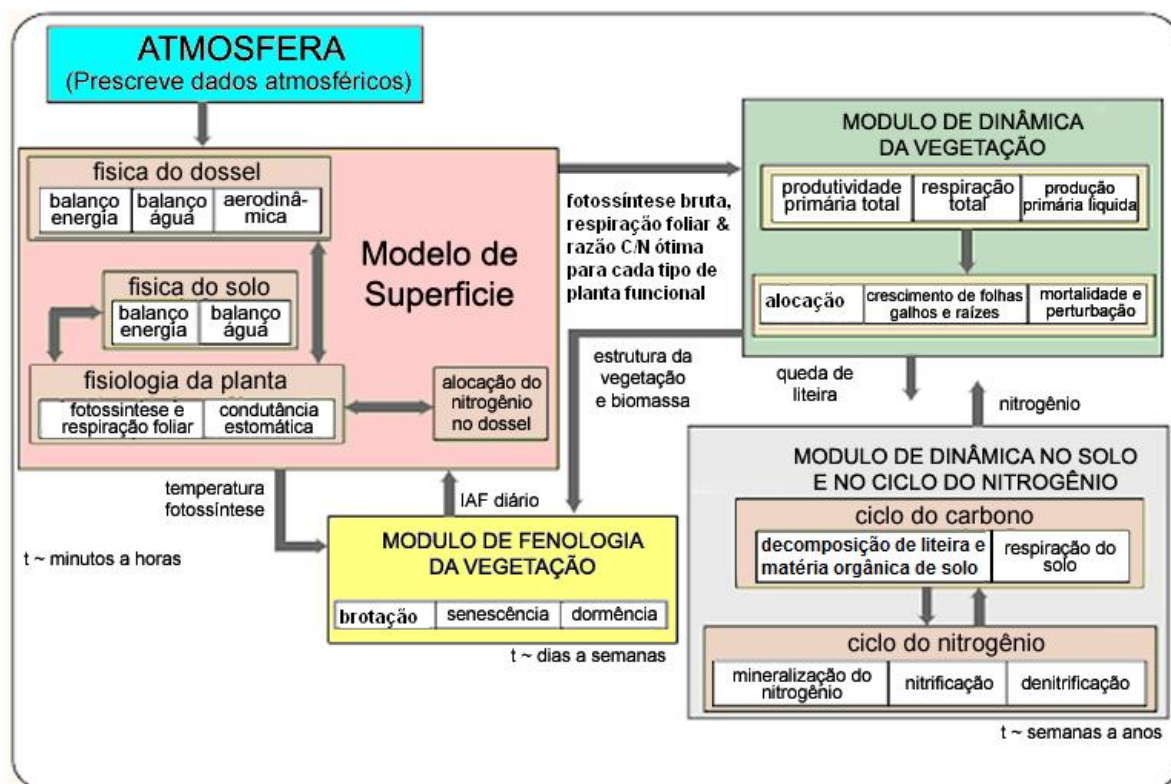 ATMOSFERA
(Prescreve dados atmosféricos)
fisica do dossel
balanço
energia
balanço
águá
aerodinâ-
mica
Modelo de
Superficie
fisica do solo
balanço
energia
balanço
águá
fisiologia da planta
fotossíntese e
respiração foliar
condutância
estomática
alocação do
nitrogênio
no dossel
fotossíntese bruta,
respiração foliar &
razão C/N ótima
para cada tipo de
planta funcional
MODULO DE DINÂMICA
DA VEGETAÇÃO
produtividade
primária total
respiração
total
produção
primária líquida
alocação
crescimento de folhas
galhos e raízes
mortalidade e
perturbação
estrutura da
vegetação
e biomassa
queda de
liteira
nitrogênio
temperatura
fotossíntese
IAF diário
t ~ minutos a horas
MODULO DE FENOLOGIA
DA VEGETAÇÃO
brotação
senescência
dormência
t ~ dias a semanas
MODULO DE DINÂMICA NO SOLO
E NO CICLO DO NITROGÊNIO
ciclo do carbono
decomposição de liteira e
matéria orgânica de solo
respiração do
solo
ciclo do nitrogênio
mineralização do
nitrogênio
nitrificação
denitrificação
t ~ semanas a anos